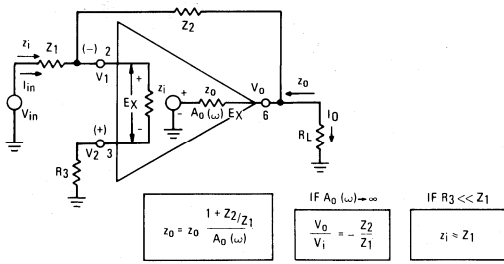 Z2
zi Z1 (-) 2
Iin V1
Vin
+
EX
-
zi
+
-
zo
Ao (ω) EX
Vo
6
zo
IO
RL
(+)
V2 3
R3
zo = zo 1 + Z2/Z1 / Ao (ω)
IF Ao (ω) → ∞
Vo / Vi = - Z2 / Z1
IF R3 << Z1
zi ≈ Z1